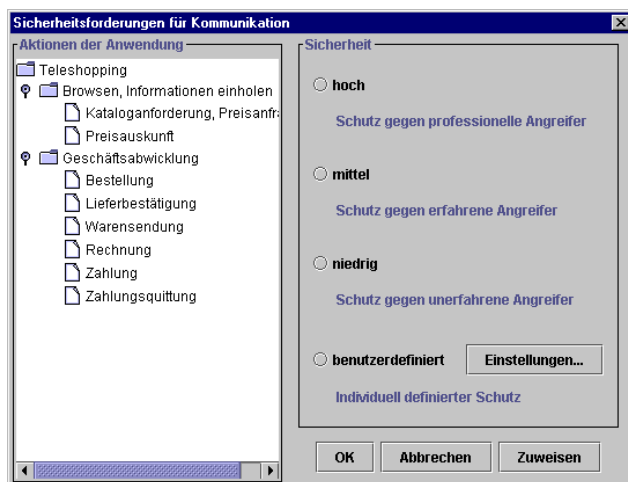 Sicherheitsforderungen für Kommunikation
Aktionen der Anwendung
Teleshopping
Browsen, Informationen einholen
Kataloganforderung, Preisanfra
Preisauskunft
Geschäftsabwicklung
Bestellung
Lieferbestätigung
Warensendung
Rechnung
Zahlung
Zahlungsquittung
Sicherheit
hoch
Schutz gegen professionelle Angreifer
mittel
Schutz gegen erfahrene Angreifer
niedrig
Schutz gegen unerfahrene Angreifer
benutzerdefiniert Einstellungen...
Individuell definierter Schutz
OK Abbrechen Zuweisen